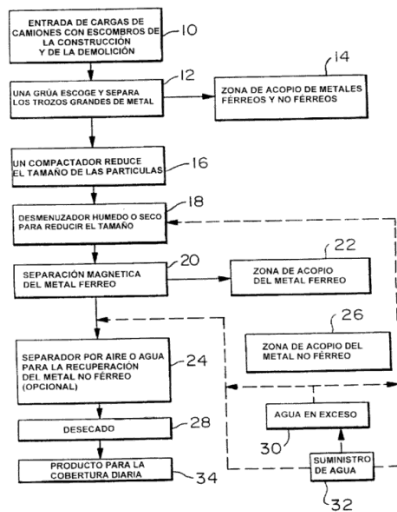 ENTRADA DE CARGAS DE
CAMIONES CON ESCOMBROS DE
LA CONSTRUCCIÓN
Y DE LA DEMOLICIÓN
10
UNA GRÚA ESCOGE Y SEPARA
LOS TROZOS GRANDES DE METAL
12
ZONA DE ACOPIO DE METALES
FÉRREOS Y NO FÉRREOS
14
UN COMPACTADOR REDUCE
EL TAMAÑO DE LAS PARTICULAS
16
DESMENUZADOR HUMEDO O SECO
PARA REDUCIR EL TAMAÑO
18
SEPARACIÓN MAGNETICA
DEL METAL FERREO
20
ZONA DE ACOPIO
DEL METAL FERREO
22
ZONA DE ACOPIO DEL
METAL NO FÉRREO
26
SEPARADOR POR AIRE O AGUA
PARA LA RECUPERACIÓN
DEL METAL NO FÉRREO
(OPCIONAL)
24
AGUA EN EXCESO
30
DESECADO
28
SUMINISTRO
DE AGUA
32
PRODUCTO PARA LA
COBERTURA DIARIA
34